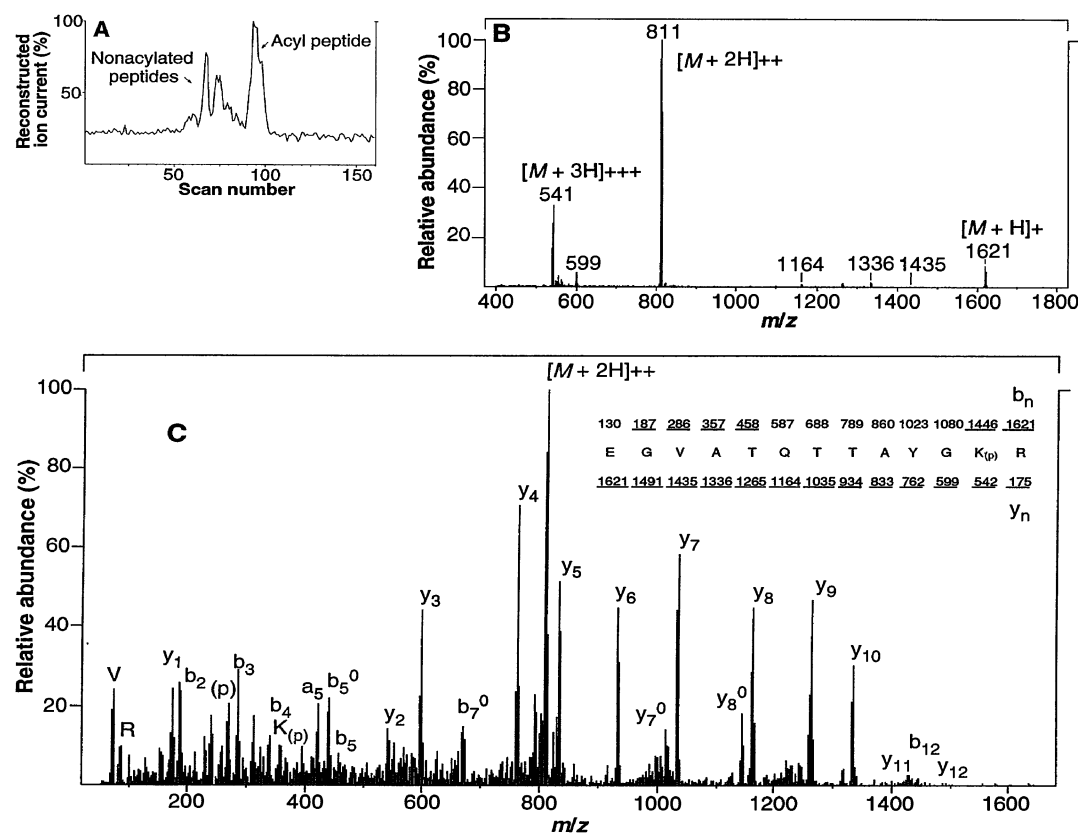 A
Reconstructed
ion current (%)
100
50
Nonacylated
peptides
Acyl peptide
50 100 150
Scan number
B
Relative abundance (%)
100
80
60
40
20
811
[M + 2H]++
[M + 3H]+++
541
599
1164
1336
1435
[M + H]+
1621
400 600 800 1000 1200 1400 1600 1800
m/z
C
Relative abundance (%)
100
80
60
40
20
[M + 2H]++
bn
130 187 286 357 458 587 688 789 860 1023 1080 1446 1621
E G V A T Q T T A Y G K(p) R
1621 1491 1435 1336 1265 1164 1035 934 833 762 599 542 175
yn
V
R
y1
b2
(p)
b3
b4
K(p)
a5
b5⁰
b5
y2
y3
b7⁰
y4
y5
y6
y7⁰
y7
y8⁰
y8
y9
y10
y11
b12
y12
200 400 600 800 1000 1200 1400 1600
m/z